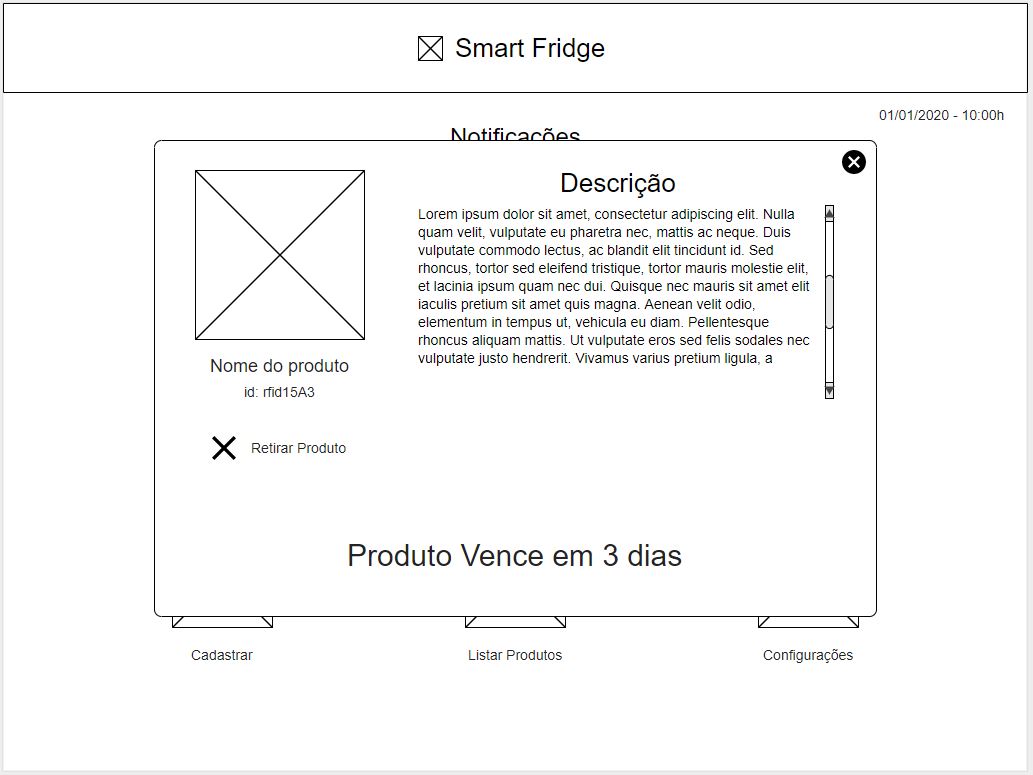 Smart Fridge
01/01/2020 - 10:00h
Notificações
Descrição
Lorem ipsum dolor sit amet, consectetur adipiscing elit. Nulla
quam velit, vulputate eu pharetra nec, mattis ac neque. Duis
vulputate commodo lectus, ac blandit elit tincidunt id. Sed
rhoncus, tortor sed eleifend tristique, tortor mauris molestie elit,
et lacinia ipsum quam nec dui. Quisque nec mauris sit amet elit
iaculis pretium sit amet quis magna. Aenean velit odio,
elementum in tempus ut, vehicula eu diam. Pellentesque
rhoncus aliquam mattis. Ut vulputate eros sed felis sodales nec
vulputate justo hendrerit. Vivamus varius pretium ligula, a
Nome do produto
id: rfid15A3
Retirar Produto
Produto Vence em 3 dias
Cadastrar
Listar Produtos
Configurações